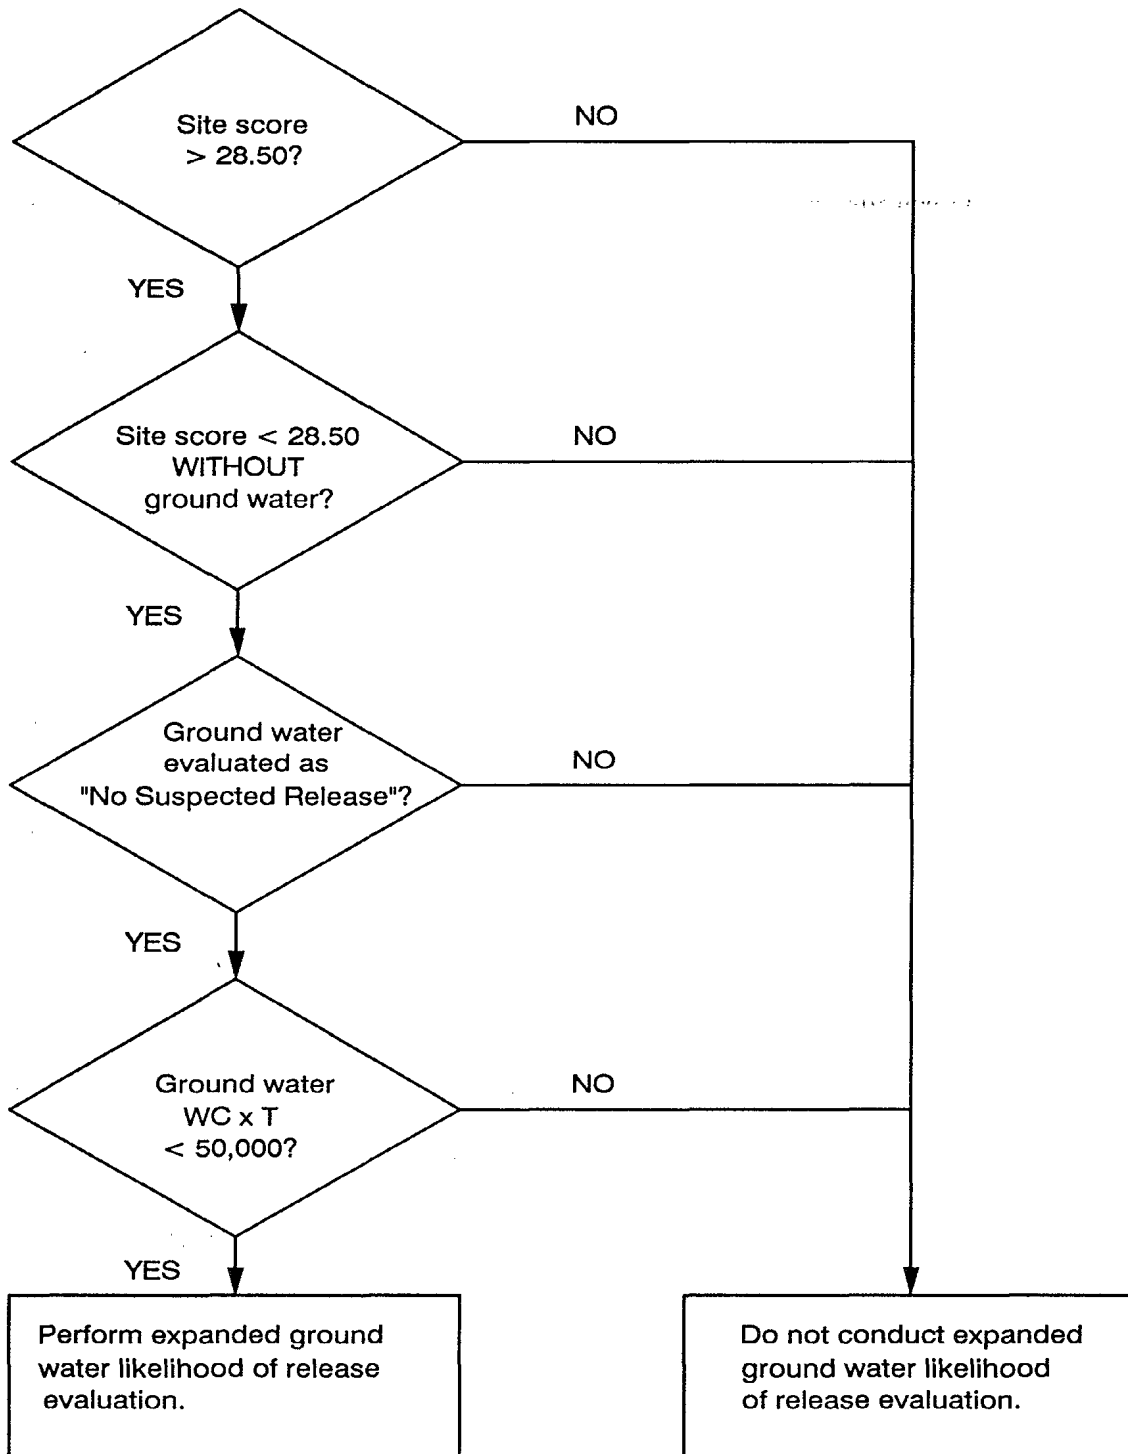 Site score
> 28.50?
NO
YES
Site score < 28.50
WITHOUT
ground water?
NO
YES
Ground water
evaluated as
"No Suspected Release"?
NO
YES
Ground water
WC x T
< 50,000?
NO
YES
Perform expanded ground
water likelihood of release
evaluation.
Do not conduct expanded
ground water likelihood
of release evaluation.